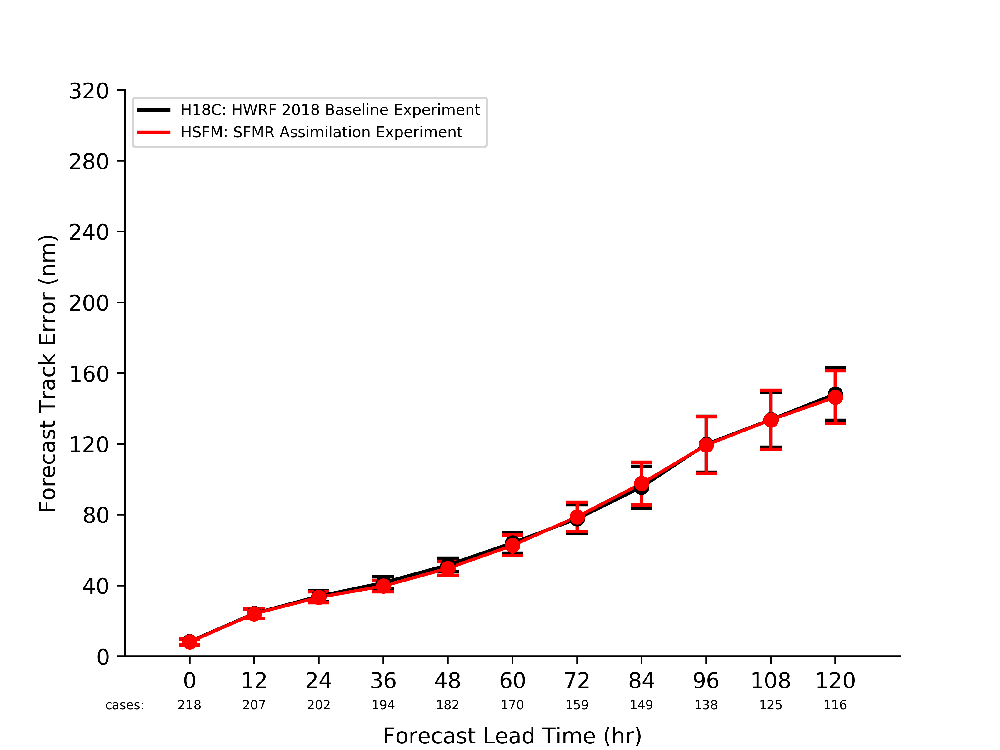 320
H18C: HWRF 2018 Baseline Experiment
HSFM: SFMR Assimilation Experiment
280
240
200
160
120
80
40
0
Forecast Track Error (nm)
0 12 24 36 48 60 72 84 96 108 120
cases: 218 207 202 194 182 170 159 149 138 125 116
Forecast Lead Time (hr)